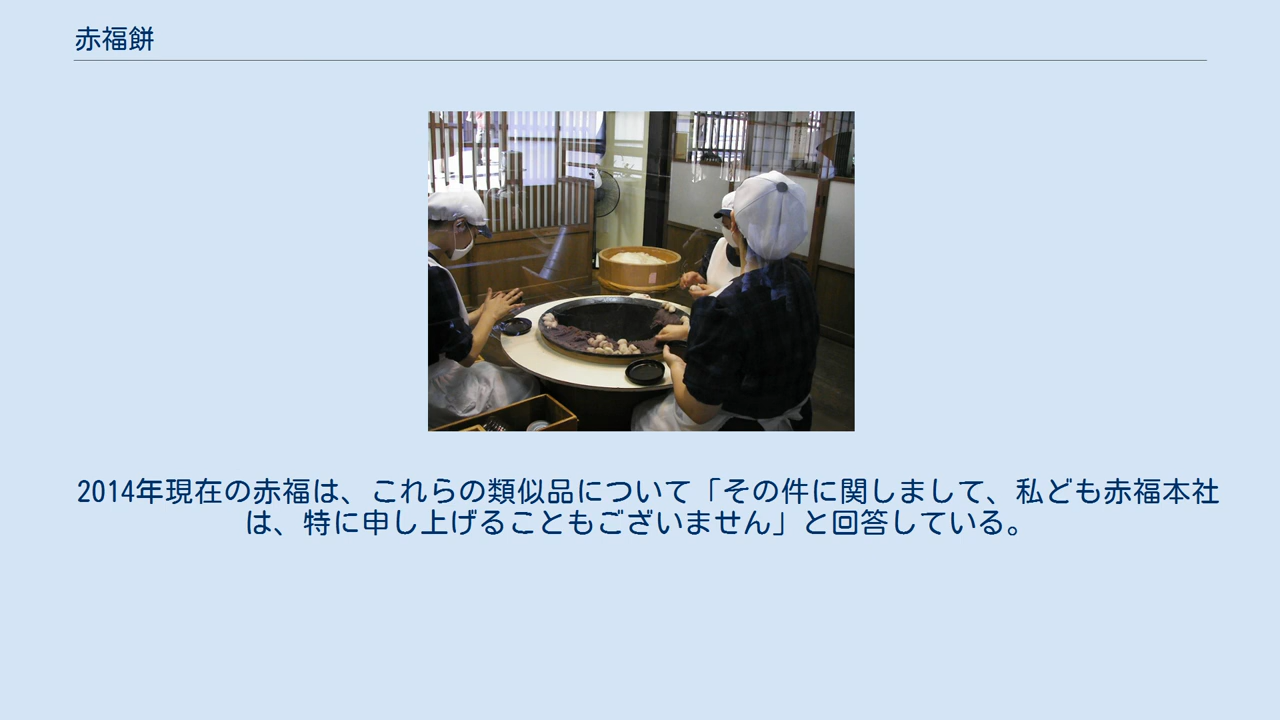 赤福餅
2014年現在の赤福は、これらの類似品について「その件に関しまして、私ども赤福本社
は、特に申し上げることもございません」と回答している。